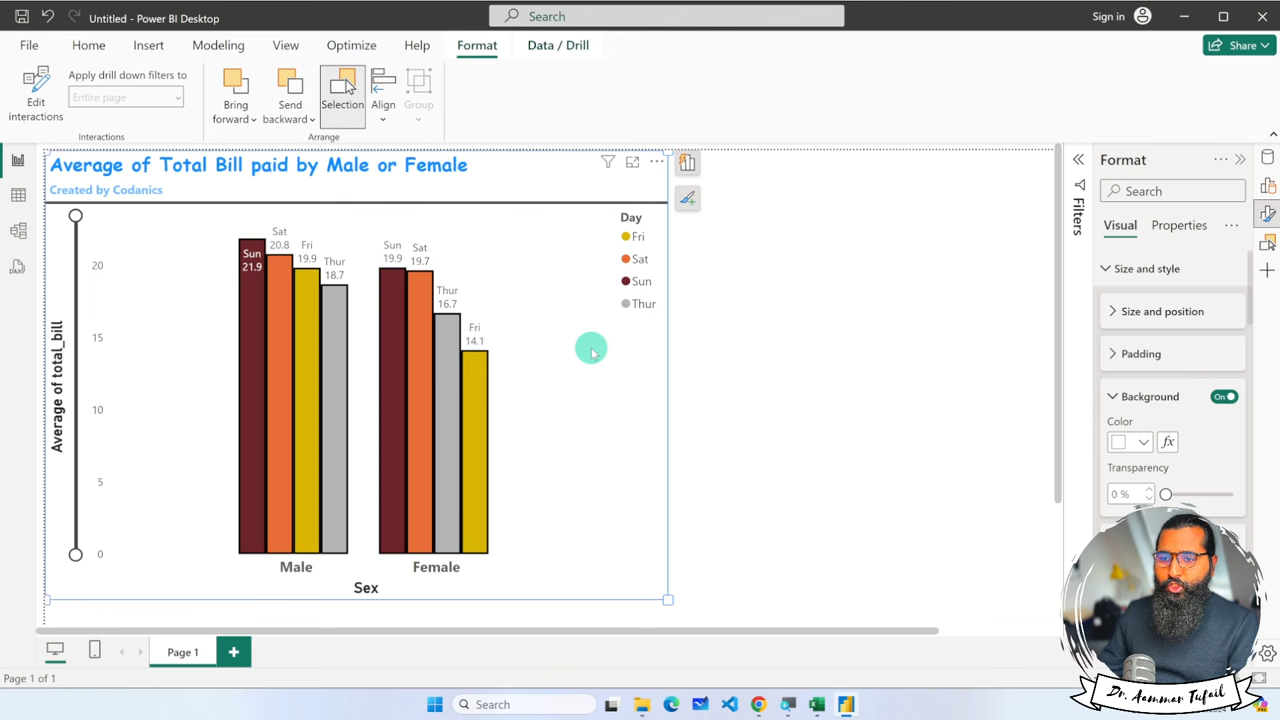 Untitled - Power BI Desktop
Search
Sign in
File
Home
Insert
Modeling
View
Optimize
Help
Format
Data / Drill
Share
Edit
interactions
Apply drill down filters to
Entire page
Interactions
Bring
forward
Send
backward
Selection
Align
Group
Arrange
Average of Total Bill paid by Male or Female
Created by Codanics
Average of total_bill
20
15
10
5
0
Sun
21.9
Sat
20.8
Fri
19.9
Thur
18.7
Sun
19.9
Sat
19.7
Thur
16.7
Fri
14.1
Male
Female
Sex
Day
Fri
Sat
Sun
Thur
Filters
Format
Search
Visual
Properties
Size and style
Size and position
Padding
Background
On
Color
fx
Transparency
0 %
DAX
Page 1
Page 1 of 1
Search
Dr. Aammar Tufail